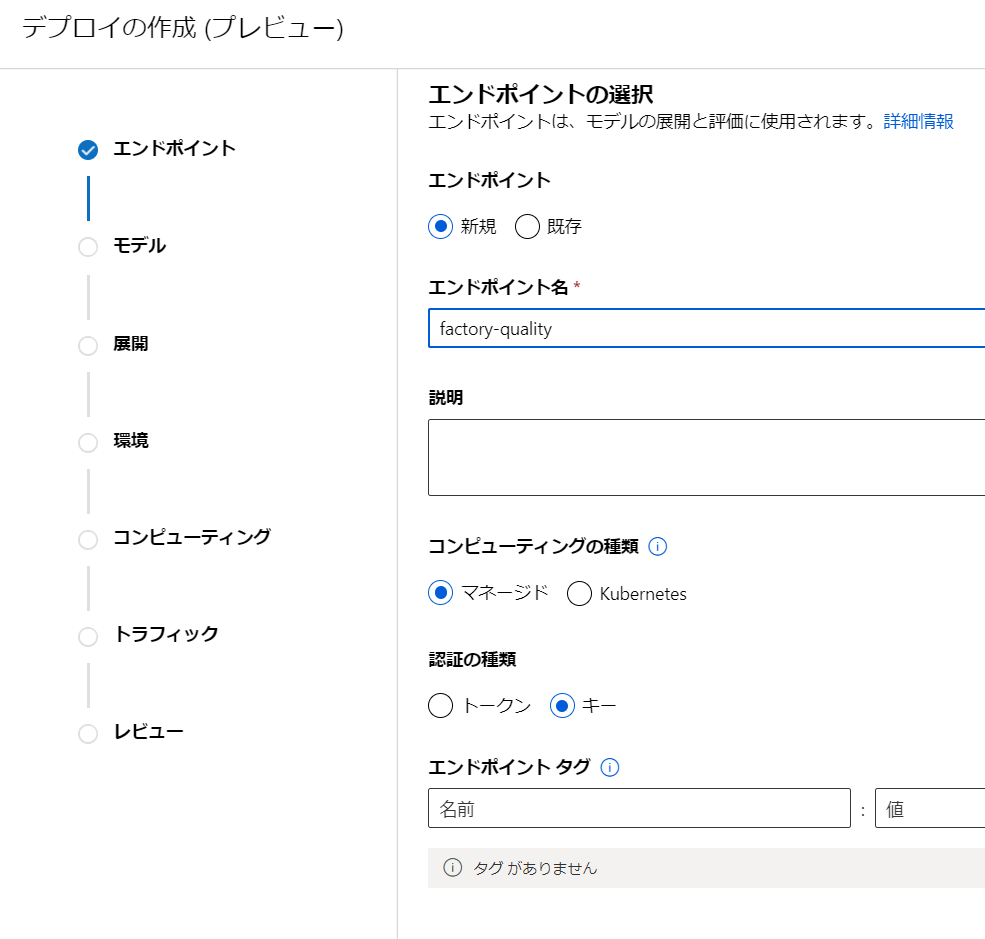 デプロイの作成 (プレビュー)
エンドポイント
モデル
展開
環境
コンピューティング
トラフィック
レビュー
エンドポイントの選択
エンドポイントは、モデルの展開と評価に使用されます。詳細情報
エンドポイント
新規 既存
エンドポイント名 *
factory-quality
説明
コンピューティングの種類
マネージド Kubernetes
認証の種類
トークン キー
エンドポイント タグ
名前 : 値
タグ がありません